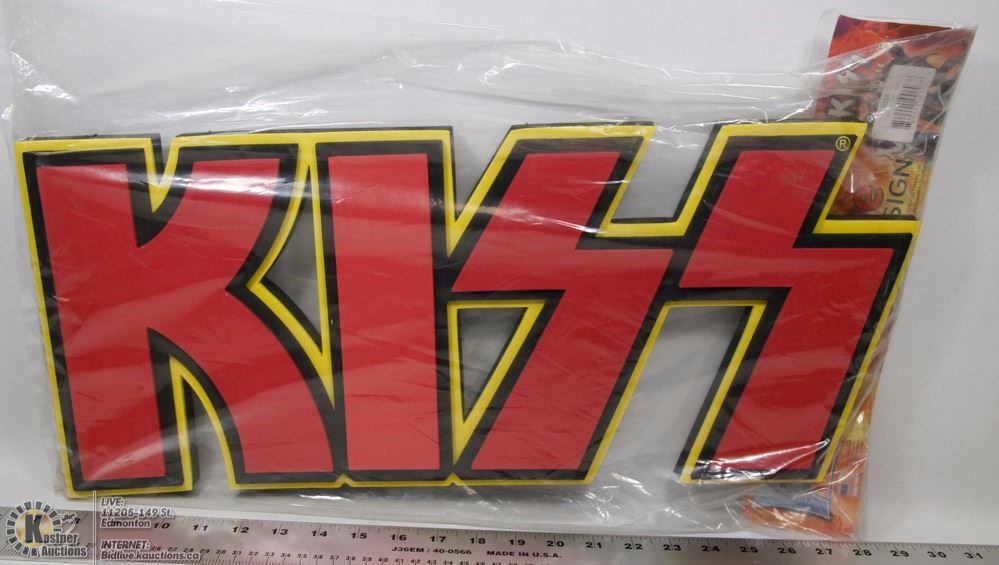 KISS
®
SIGN
LIVE:
11205-149 St.
Edmonton
INTERNET:
Bidlive.kauctions.ca
K
Kastner
Auctions
10 11 12 13 14 15 16 17 18 19 20 21 22 23 24 25 26 27 28 29 30 31
J36EM / 40-0566 MADE IN U.S.A.